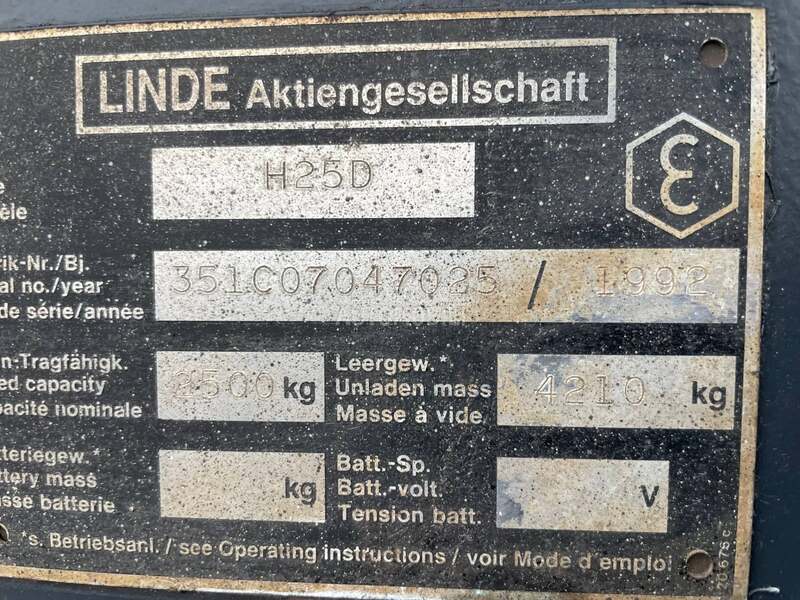 LINDE Aktiengesellschaft
H25D
èle
rik-Nr./Bj.
al no./year
de série/année
351C07047025 / 1992
n-Tragfähigk.
ed capacity
pacité nominale
2500 kg
Leergew.*
Unladen mass
Masse à vide
4210 kg
tteriegew.*
ttery mass
asse batterie
kg
Batt.-Sp.
Batt.-volt.
Tension batt.
V
*s. Betriebsanl. / see Operating instructions / voir Mode d'emploi